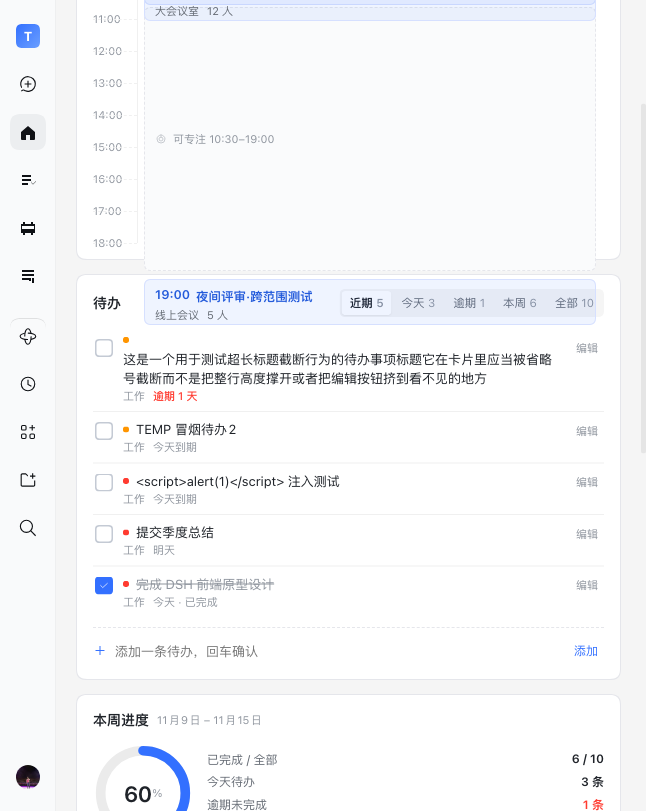 T
大会议室 12 人
11:00
12:00
13:00
14:00
可专注 10:30–19:00
15:00
16:00
17:00
18:00
待办
19:00 夜间评审·跨范围测试
线上会议 5 人
近期 5 今天 3 逾期 1 本周 6 全部 10
这是一个用于测试超长标题截断行为的待办事项标题它在卡片里应当被省略
号截断而不是把整行高度撑开或者把编辑按钮挤到看不见的地方
编辑
工作 逾期 1 天
TEMP 冒烟待办 2
编辑
工作 今天到期
<script>alert(1)</script> 注入测试
编辑
工作 今天到期
提交季度总结
编辑
工作 明天
完成 DSH 前端原型设计
编辑
工作 今天 · 已完成
+ 添加一条待办，回车确认 添加
本周进度 11月9日 – 11月15日
60%
已完成 / 全部 6 / 10
今天待办 3 条
逾期未完成 1 条